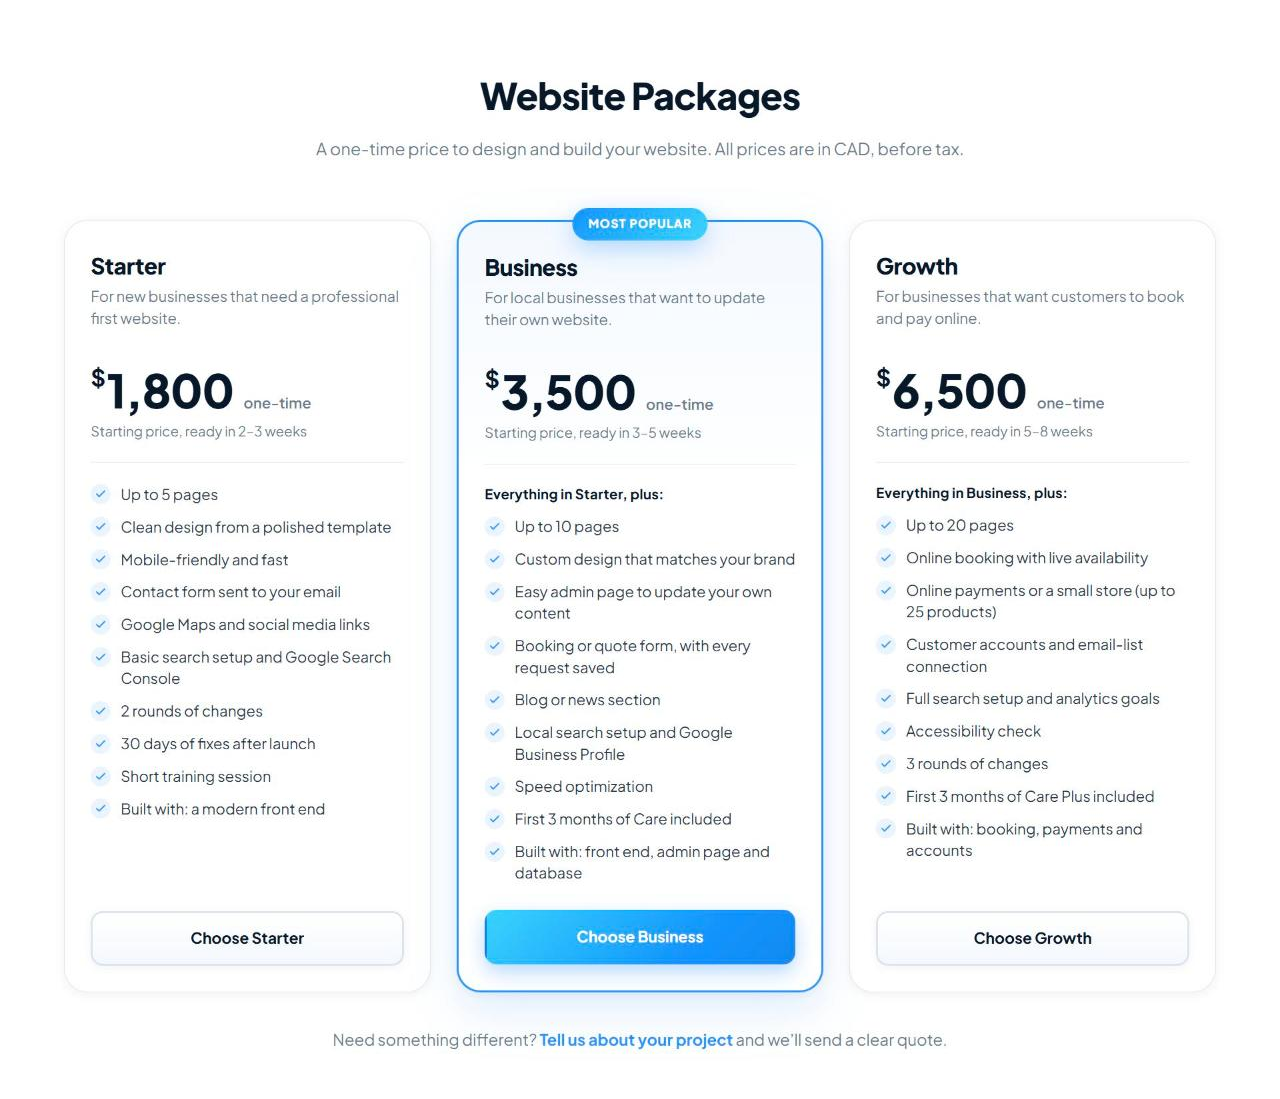 Website Packages
A one-time price to design and build your website. All prices are in CAD, before tax.
Starter
For new businesses that need a professional
first website.
$1,800 one-time
Starting price, ready in 2–3 weeks
Up to 5 pages
Clean design from a polished template
Mobile-friendly and fast
Contact form sent to your email
Google Maps and social media links
Basic search setup and Google Search
Console
2 rounds of changes
30 days of fixes after launch
Short training session
Built with: a modern front end
Choose Starter
MOST POPULAR
Business
For local businesses that want to update
their own website.
$3,500 one-time
Starting price, ready in 3–5 weeks
Everything in Starter, plus:
Up to 10 pages
Custom design that matches your brand
Easy admin page to update your own
content
Booking or quote form, with every
request saved
Blog or news section
Local search setup and Google
Business Profile
Speed optimization
First 3 months of Care included
Built with: front end, admin page and
database
Choose Business
Growth
For businesses that want customers to book
and pay online.
$6,500 one-time
Starting price, ready in 5–8 weeks
Everything in Business, plus:
Up to 20 pages
Online booking with live availability
Online payments or a small store (up to
25 products)
Customer accounts and email-list
connection
Full search setup and analytics goals
Accessibility check
3 rounds of changes
First 3 months of Care Plus included
Built with: booking, payments and
accounts
Choose Growth
Need something different? Tell us about your project and we’ll send a clear quote.